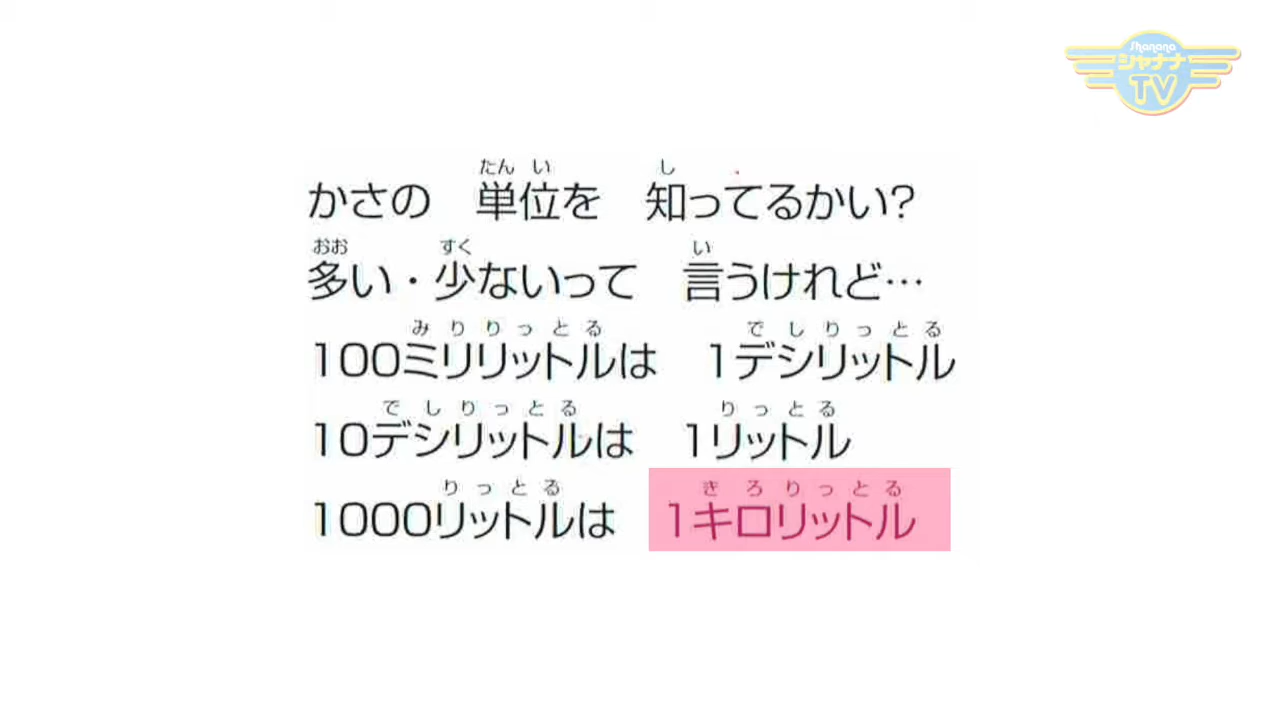 Shanana
シャナナ
TV
たん い し
かさの 単位を 知ってるかい?
おお すく い
多い・少ないって 言うけれど…
みりりっとる でしりっとる
100ミリリットルは 1デシリットル
でしりっとる りっとる
10デシリットルは 1リットル
りっとる きろりっとる
1000リットルは 1キロリットル